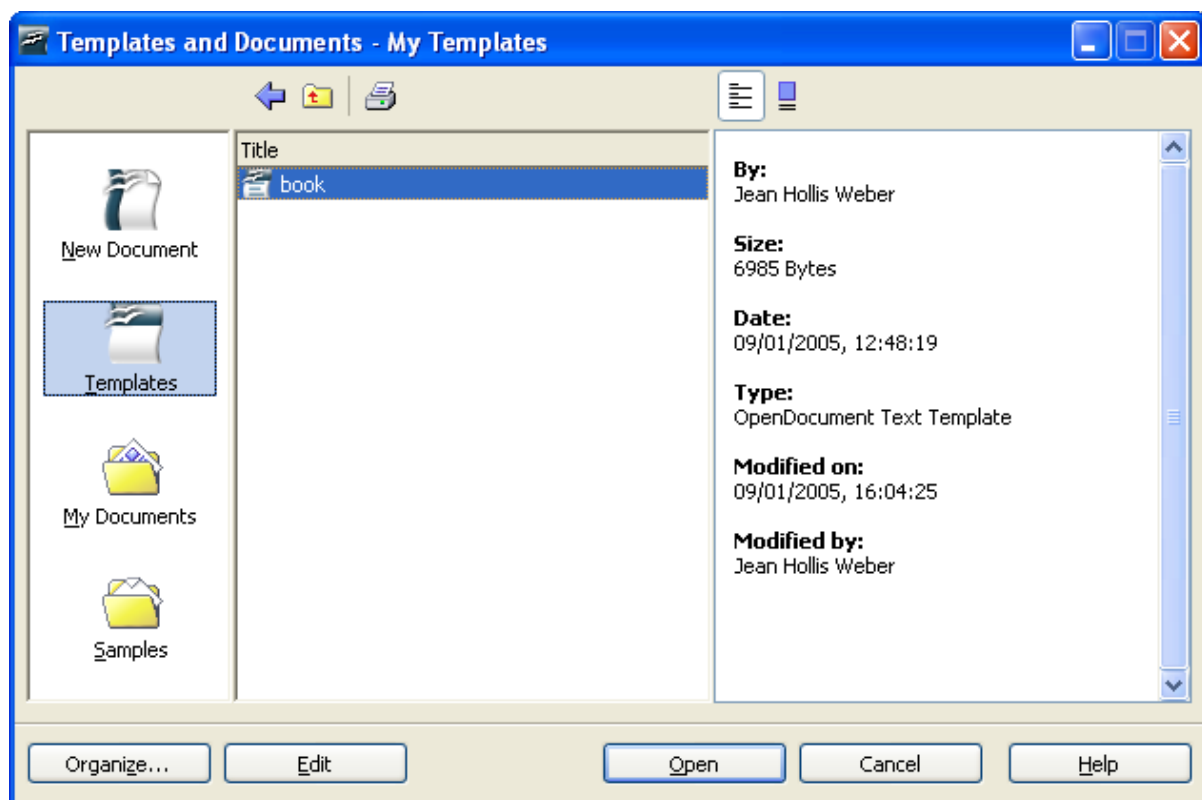 Templates and Documents - My Templates
New Document
Templates
My Documents
Samples
Title
book
By:
Jean Hollis Weber
Size:
6985 Bytes
Date:
09/01/2005, 12:48:19
Type:
OpenDocument Text Template
Modified on:
09/01/2005, 16:04:25
Modified by:
Jean Hollis Weber
Organize...
Edit
Open
Cancel
Help